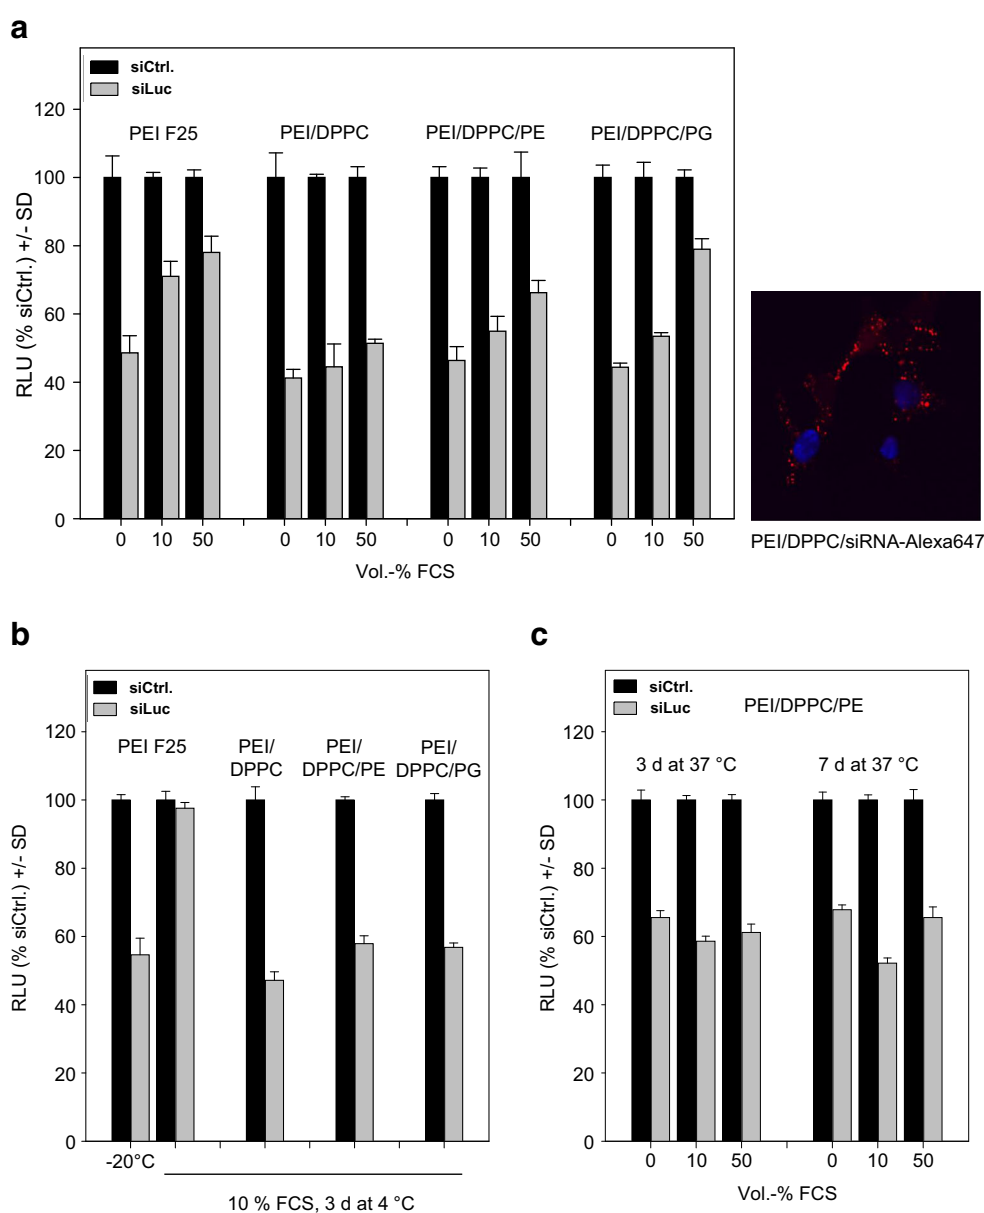 a
siCtrl.
siLuc
PEI F25 PEI/DPPC PEI/DPPC/PE PEI/DPPC/PG
RLU (% siCtrl.) +/- SD
120
100
80
60
40
20
0
0 10 50 0 10 50 0 10 50 0 10 50
Vol.-% FCS
PEI/DPPC/siRNA-Alexa647
b
siCtrl.
siLuc
PEI F25 PEI/ DPPC PEI/ DPPC/PE PEI/ DPPC/PG
RLU (% siCtrl.) +/- SD
120
100
80
60
40
20
0
-20°C
10 % FCS, 3 d at 4 °C
c
siCtrl.
siLuc
PEI/DPPC/PE
3 d at 37 °C 7 d at 37 °C
RLU (% siCtrl.) +/- SD
120
100
80
60
40
20
0
0 10 50 0 10 50
Vol.-% FCS